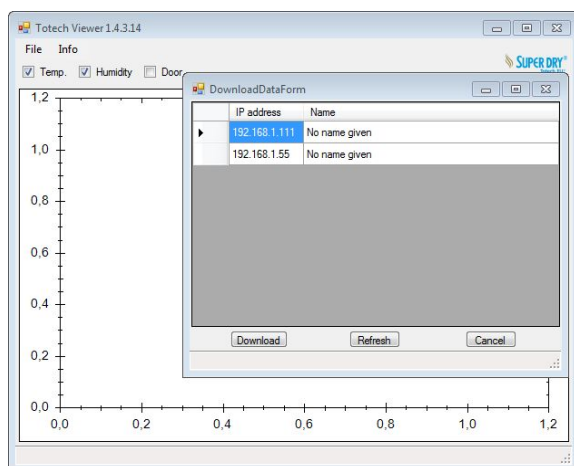 Totech Viewer 1.4.3.14
File Info
SUPER DRY
Temp. Humidity Door
DownloadDataForm
IP address Name
192.168.1.111 No name given
192.168.1.55 No name given
Download Refresh Cancel
1,2
1,0
0,8
0,6
0,4
0,2
0,0
0,0 0,2 0,4 0,6 0,8 1,0 1,2